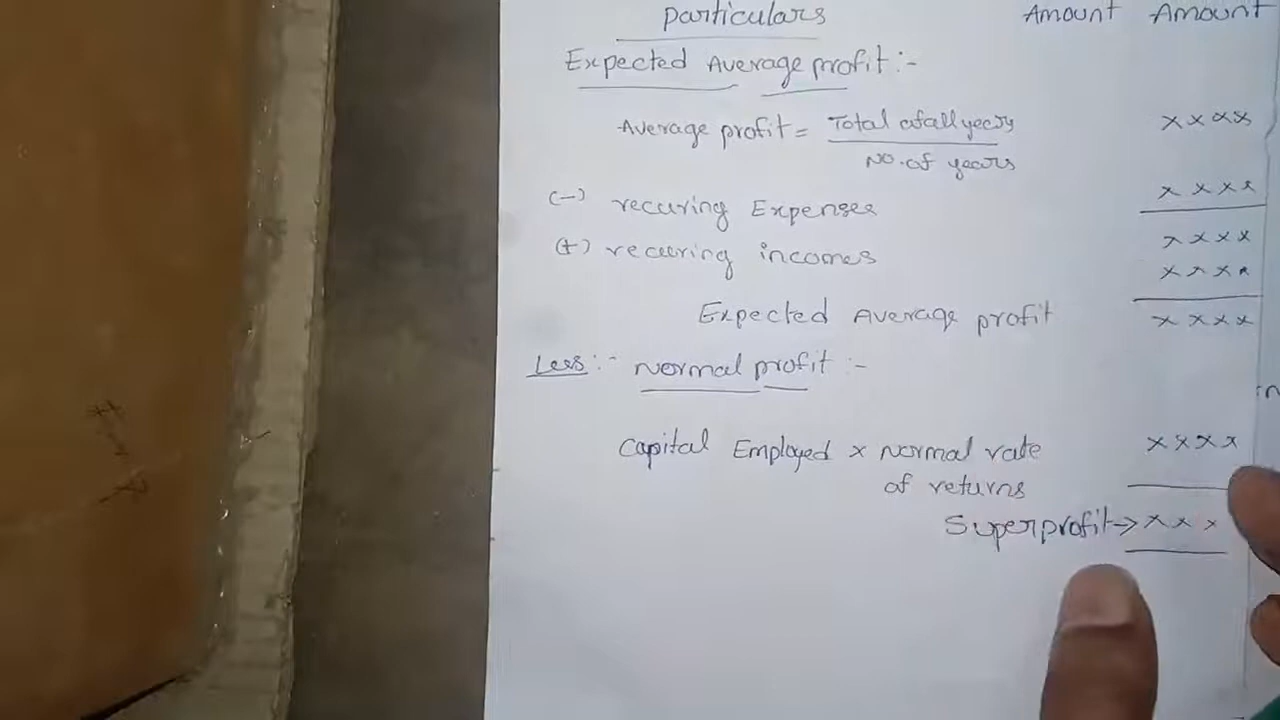 particulars Amount Amount
Expected Average profit :-
Average profit = Total of all years xxxx
No. of years
(-) recuring Expenses xxxx
(+) recuring incomes xxxx
xxxx
Expected Average profit xxxx
Less :- normal profit :-
Capital Employed x normal rate xxxx
of returns
Superprofit → xxx